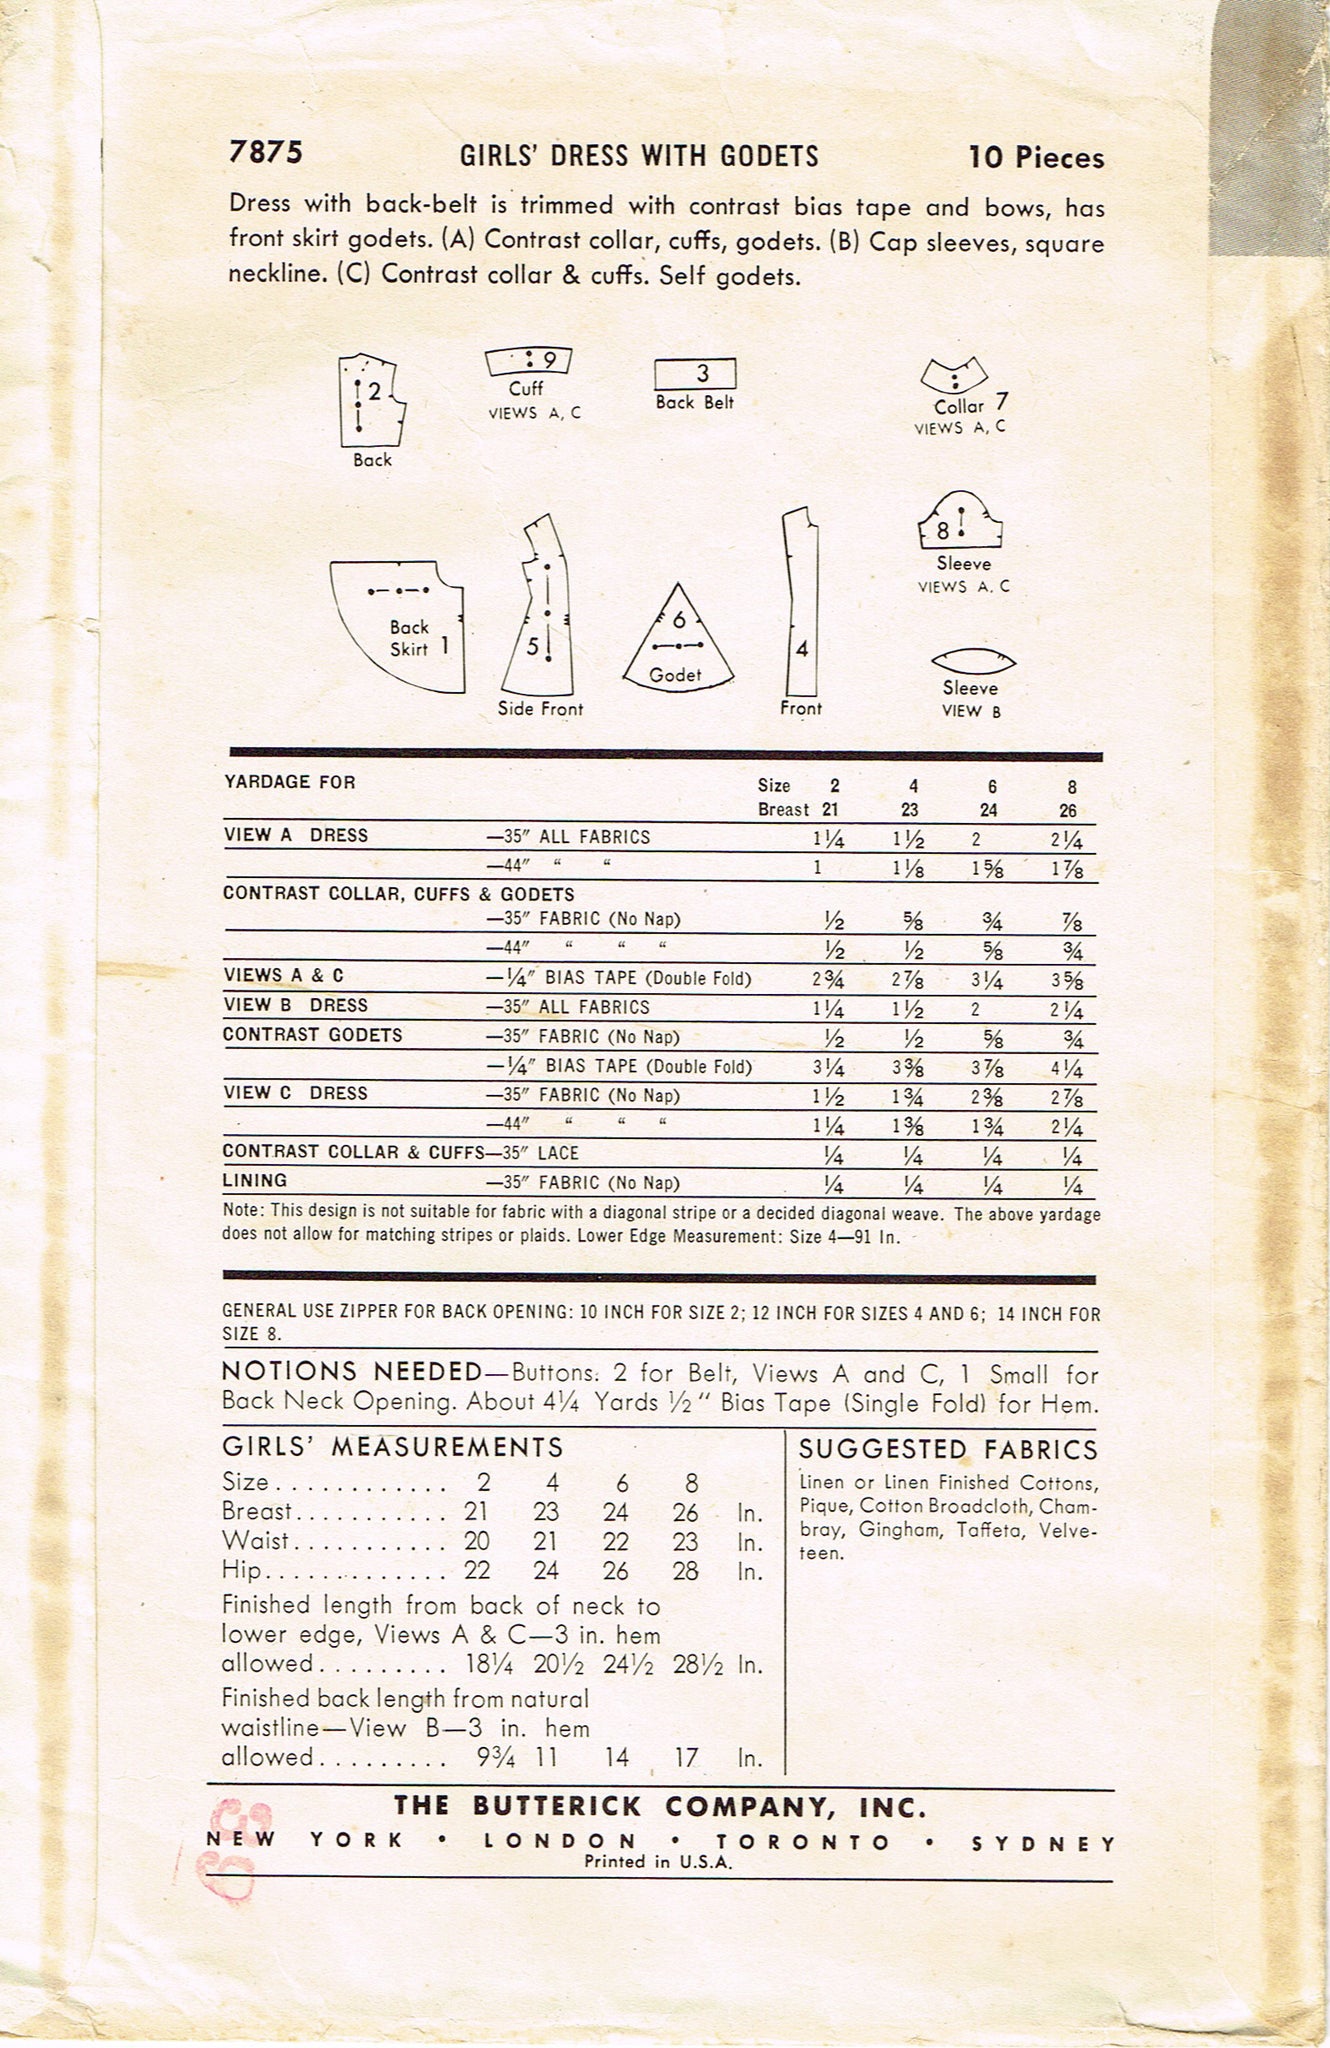 7875 GIRLS' DRESS WITH GODETS 10 Pieces
Dress with back-belt is trimmed with contrast bias tape and bows, has
front skirt godets. (A) Contrast collar, cuffs, godets. (B) Cap sleeves, square
neckline. (C) Contrast collar & cuffs. Self godets.
2
Back
9
Cuff
VIEWS A, C
3
Back Belt
Collar 7
VIEWS A, C
8
Sleeve
VIEWS A, C
Back
Skirt 1
5
Side Front
6
Godet
4
Front
Sleeve
VIEW B
YARDAGE FOR Size 2 4 6 8
Breast 21 23 24 26
VIEW A DRESS —35" ALL FABRICS 1¼ 1½ 2 2¼
—44" " " 1 1⅛ 1⅝ 1⅞
CONTRAST COLLAR, CUFFS & GODETS
—35" FABRIC (No Nap) ½ ⅝ ¾ ⅞
—44" " " " ½ ½ ⅝ ¾
VIEWS A & C —¼" BIAS TAPE (Double Fold) 2¾ 2⅞ 3¼ 3⅝
VIEW B DRESS —35" ALL FABRICS 1¼ 1½ 2 2¼
CONTRAST GODETS —35" FABRIC (No Nap) ½ ½ ⅝ ¾
—¼" BIAS TAPE (Double Fold) 3¼ 3⅜ 3⅞ 4¼
VIEW C DRESS —35" FABRIC (No Nap) 1½ 1¾ 2⅜ 2⅞
—44" " " " 1¼ 1⅜ 1¾ 2¼
CONTRAST COLLAR & CUFFS—35" LACE ¼ ¼ ¼ ¼
LINING —35" FABRIC (No Nap) ¼ ¼ ¼ ¼
Note: This design is not suitable for fabric with a diagonal stripe or a decided diagonal weave. The above yardage
does not allow for matching stripes or plaids. Lower Edge Measurement: Size 4—91 In.
GENERAL USE ZIPPER FOR BACK OPENING: 10 INCH FOR SIZE 2; 12 INCH FOR SIZES 4 AND 6; 14 INCH FOR
SIZE 8.
NOTIONS NEEDED—Buttons: 2 for Belt, Views A and C, 1 Small for
Back Neck Opening. About 4¼ Yards ½" Bias Tape (Single Fold) for Hem.
GIRLS' MEASUREMENTS
Size............ 2 4 6 8
Breast........... 21 23 24 26 In.
Waist........... 20 21 22 23 In.
Hip............. 22 24 26 28 In.
Finished length from back of neck to
lower edge, Views A & C—3 in. hem
allowed......... 18¼ 20½ 24½ 28½ In.
Finished back length from natural
waistline—View B—3 in. hem
allowed......... 9¾ 11 14 17 In.
SUGGESTED FABRICS
Linen or Linen Finished Cottons,
Pique, Cotton Broadcloth, Cham-
bray, Gingham, Taffeta, Velve-
teen.
THE BUTTERICK COMPANY, INC.
NEW YORK • LONDON • TORONTO • SYDNEY
Printed in U.S.A.